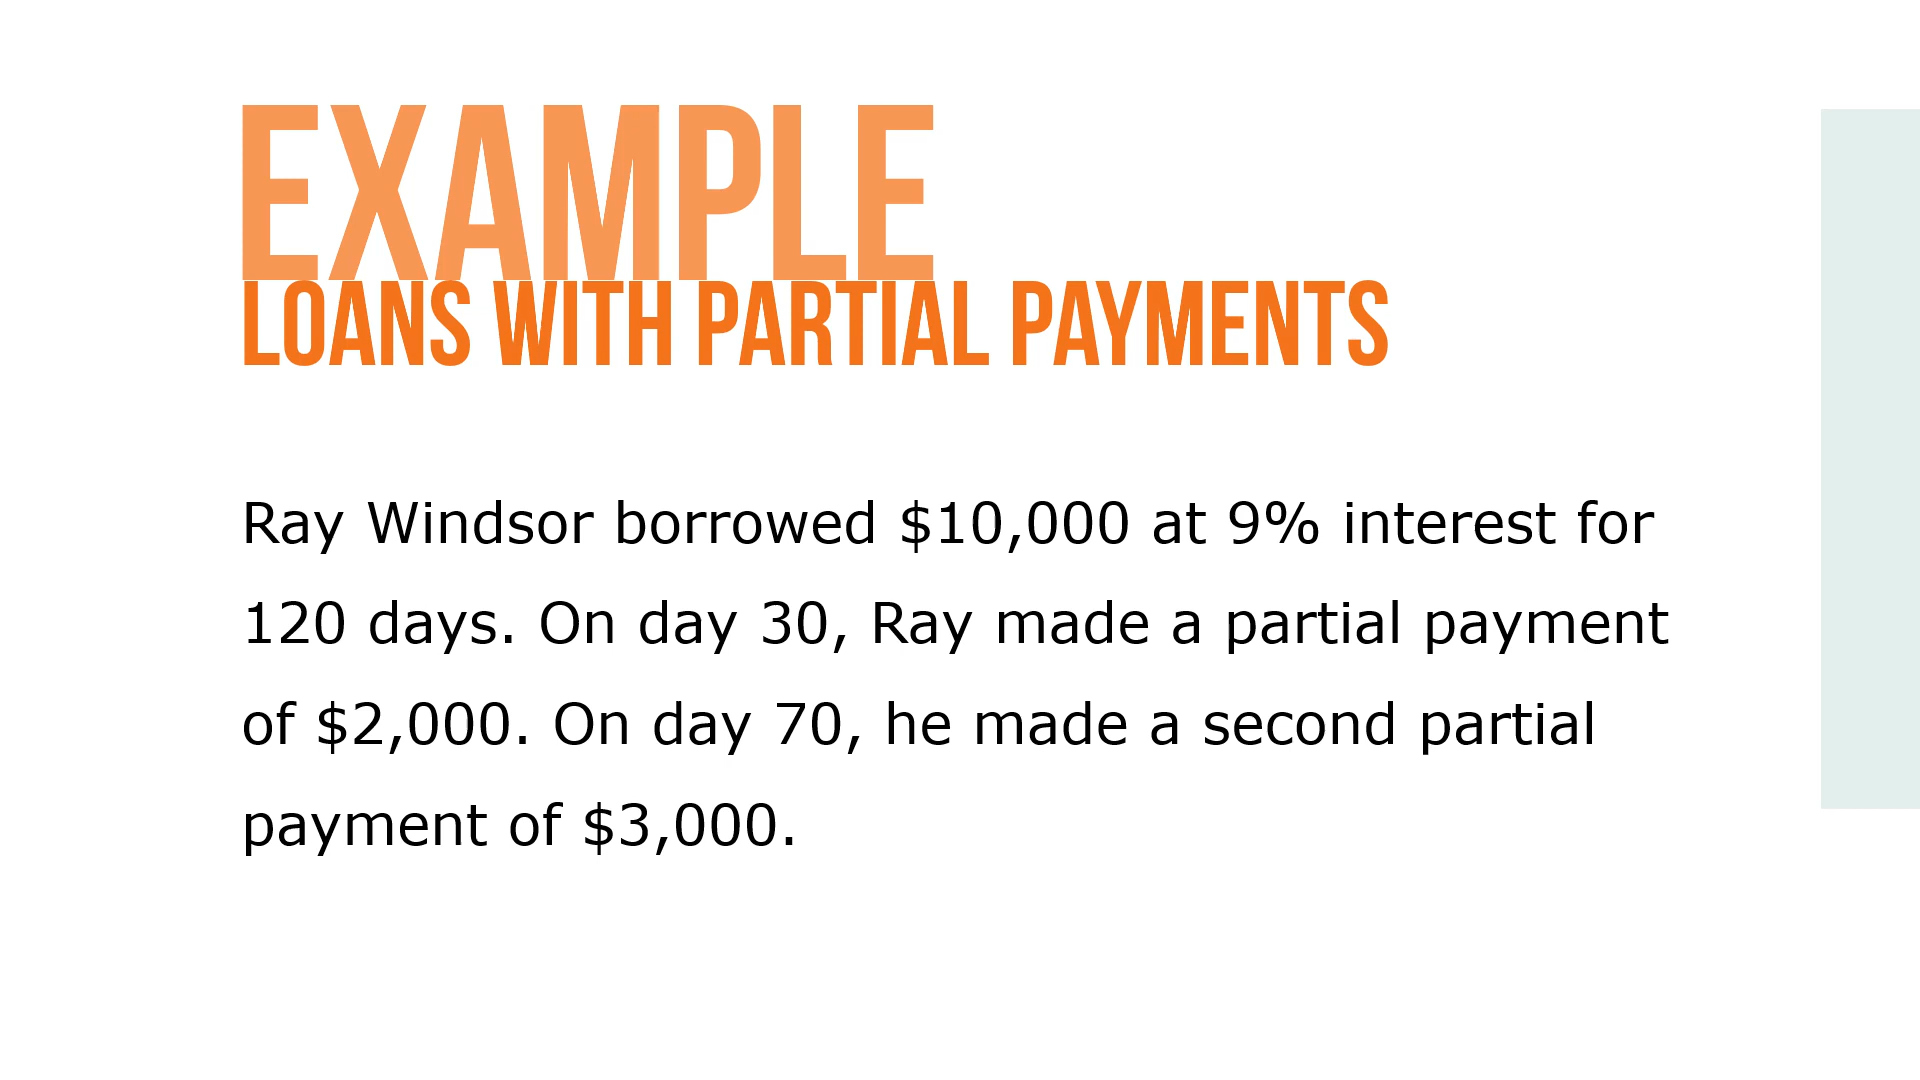 EXAMPLE
LOANS WITH PARTIAL PAYMENTS
Ray Windsor borrowed $10,000 at 9% interest for
120 days. On day 30, Ray made a partial payment
of $2,000. On day 70, he made a second partial
payment of $3,000.